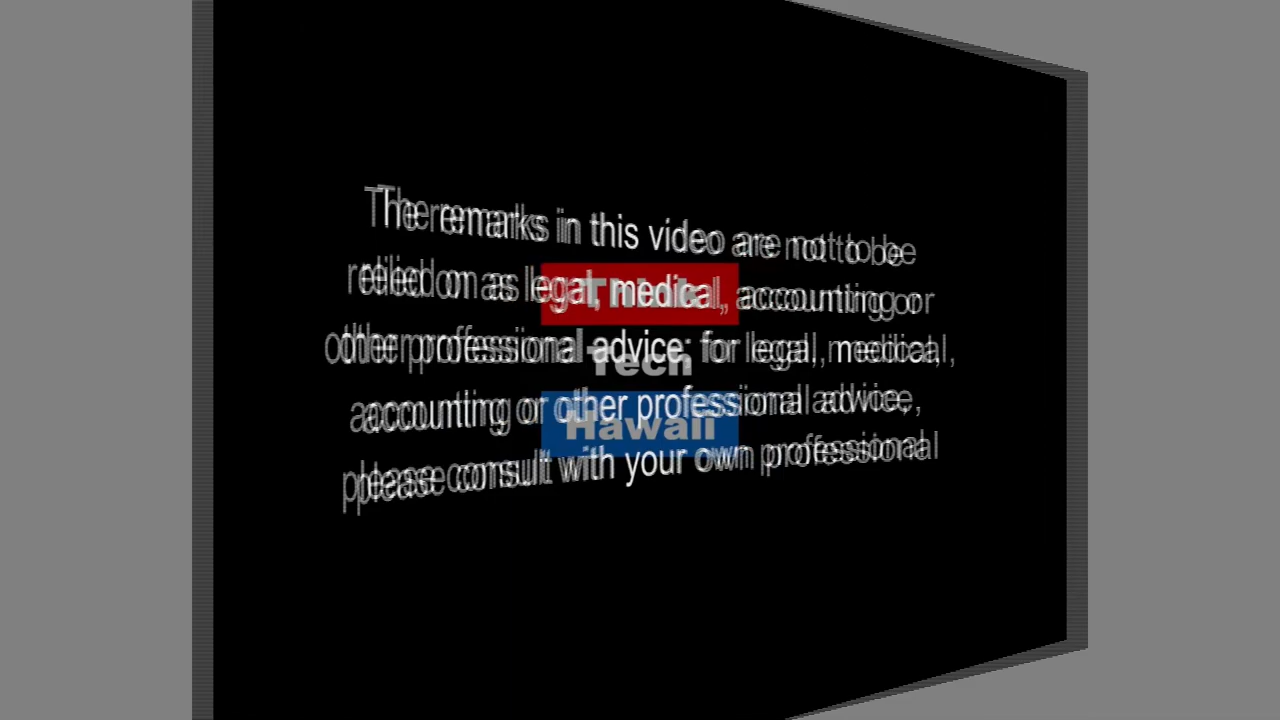 The remarks in this video are not to be
relied on as legal, medical, accounting or
other professional advice; for legal, medical,
accounting or other professional advice,
please consult with your own professional
Think
Tech
Hawaii